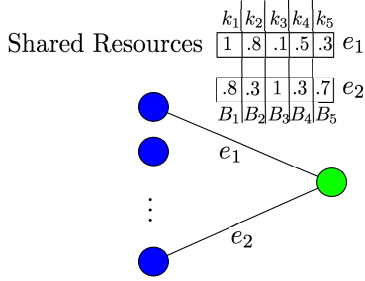 k1 k2 k3 k4 k5
Shared Resources 1 .8 .1 .5 .3 e1
.8 .3 1 .3 .7 e2
B1 B2 B3 B4 B5
e1
⋮
e2